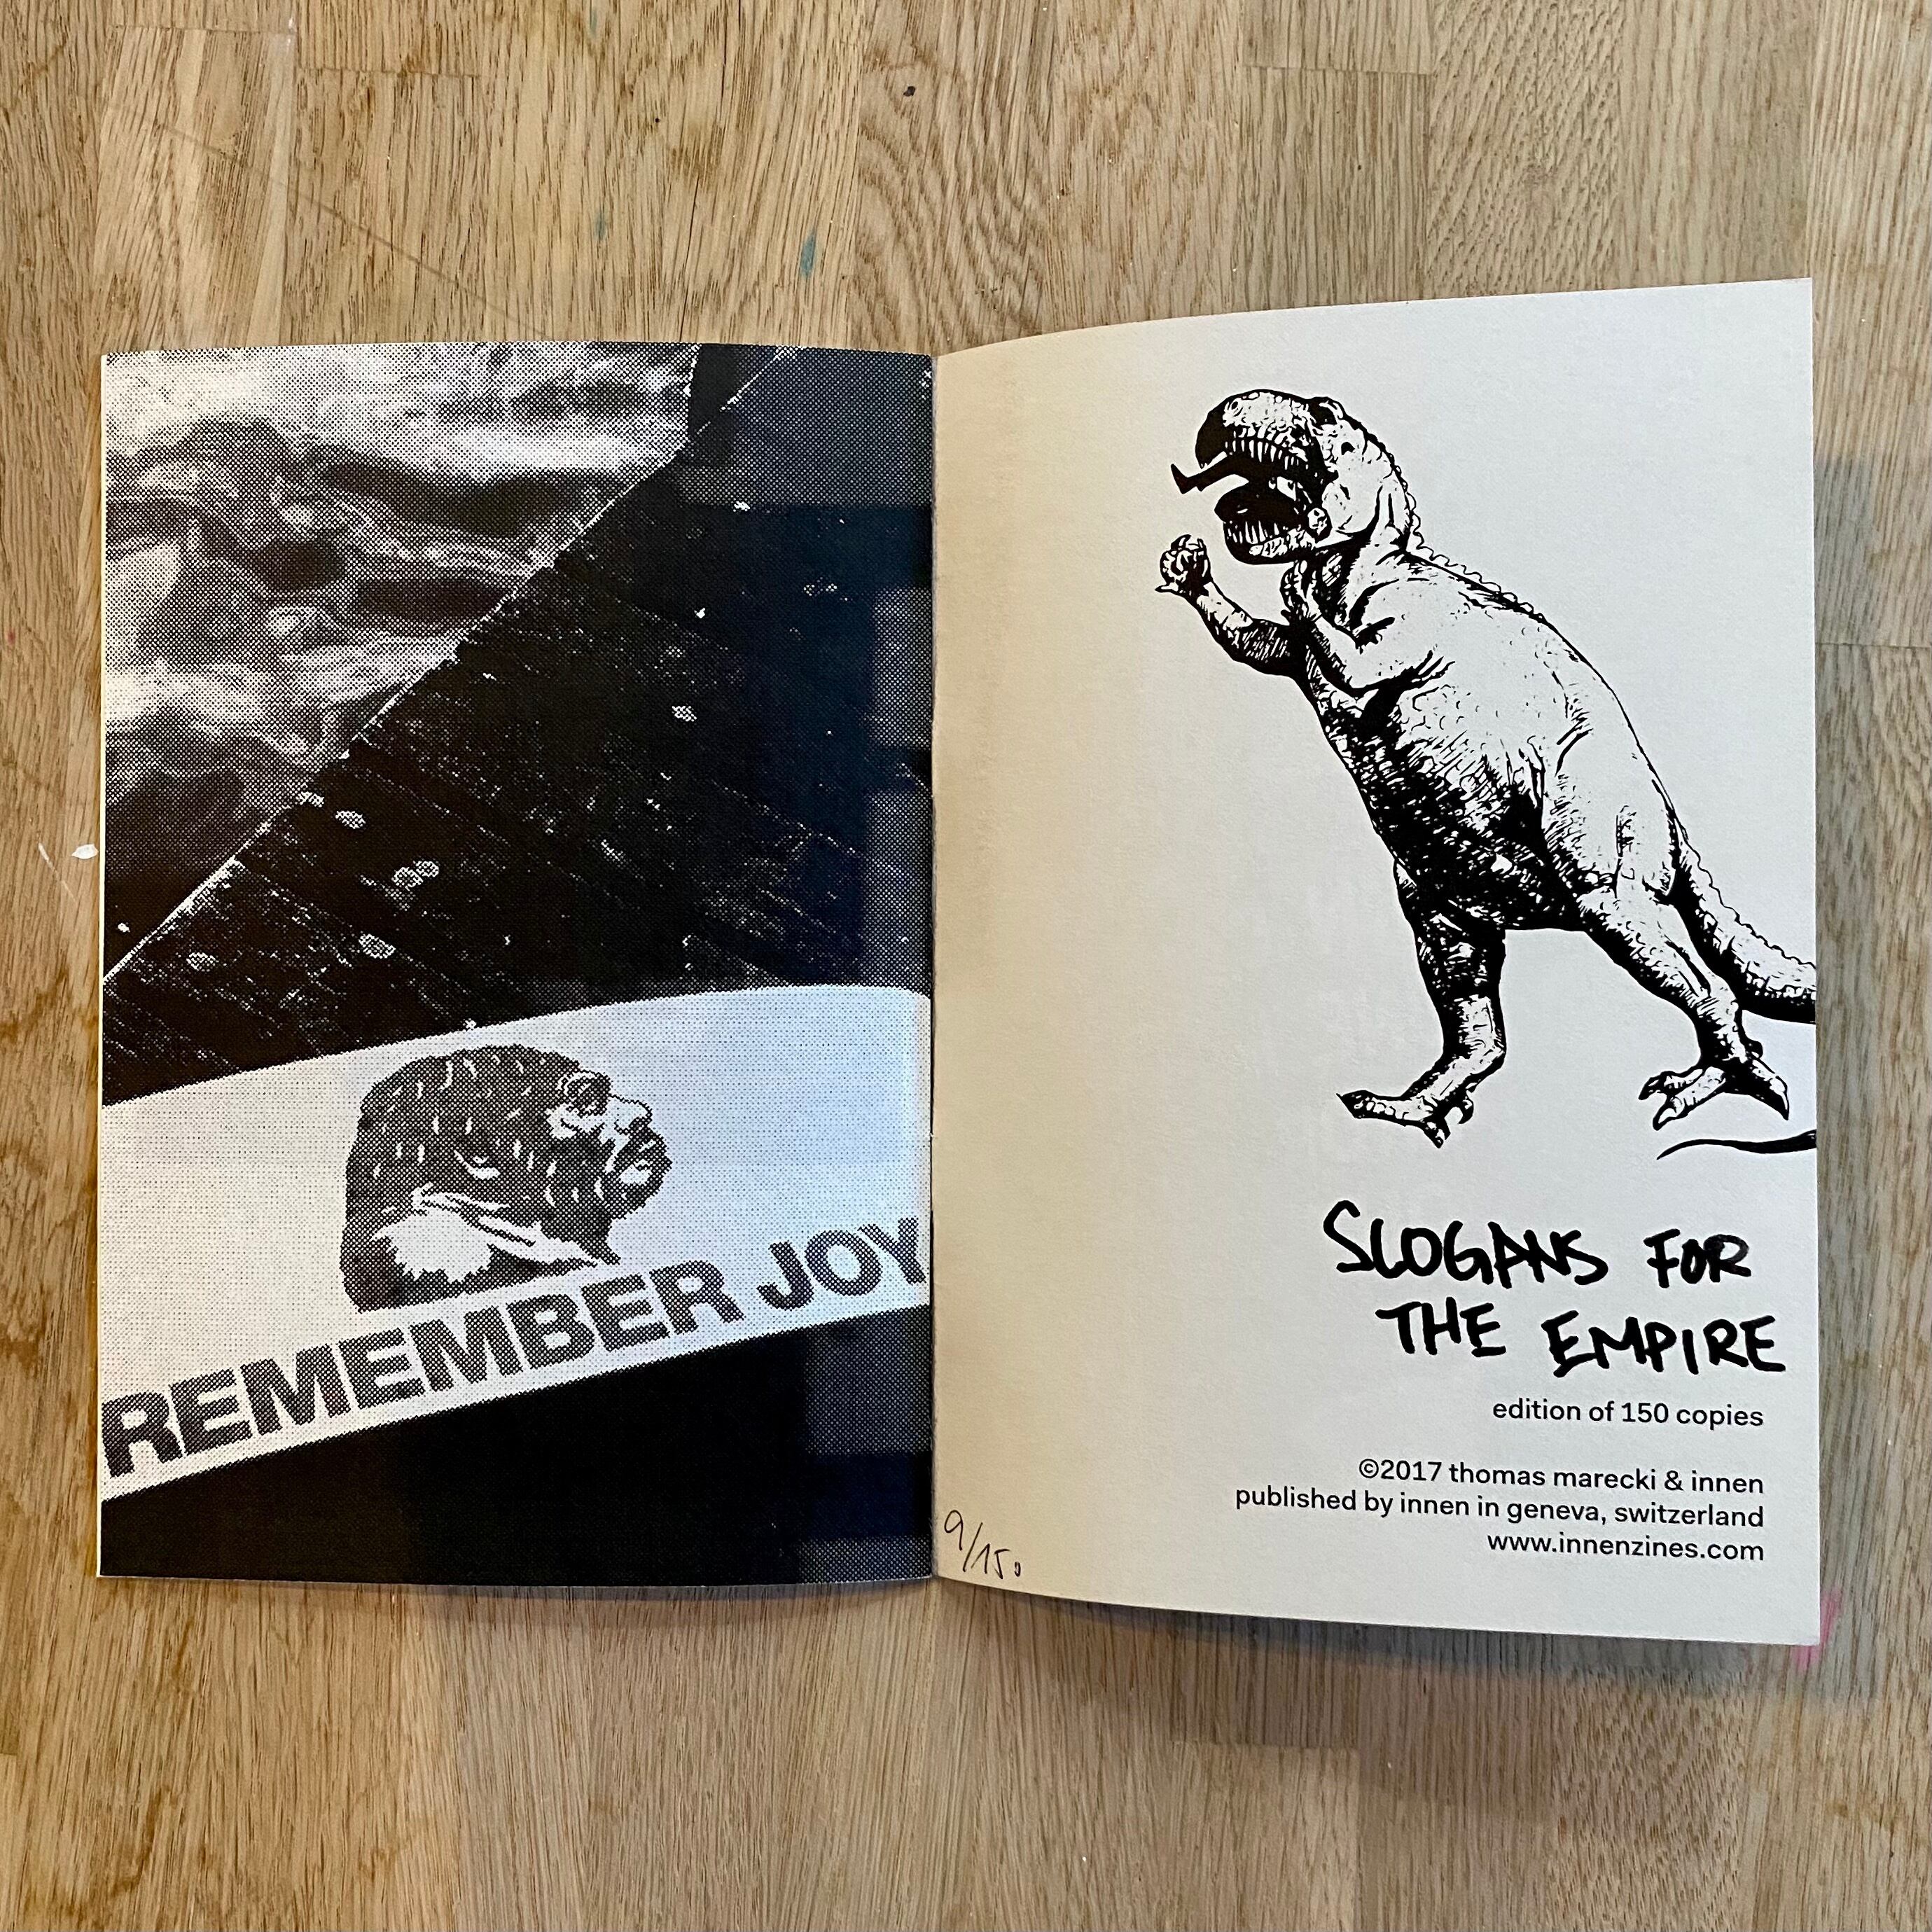 REMEMBER JOY
SLOGANS FOR
THE EMPIRE
edition of 150 copies
©2017 thomas marecki & innen
published by innen in geneva, switzerland
www.innenzines.com
9/150